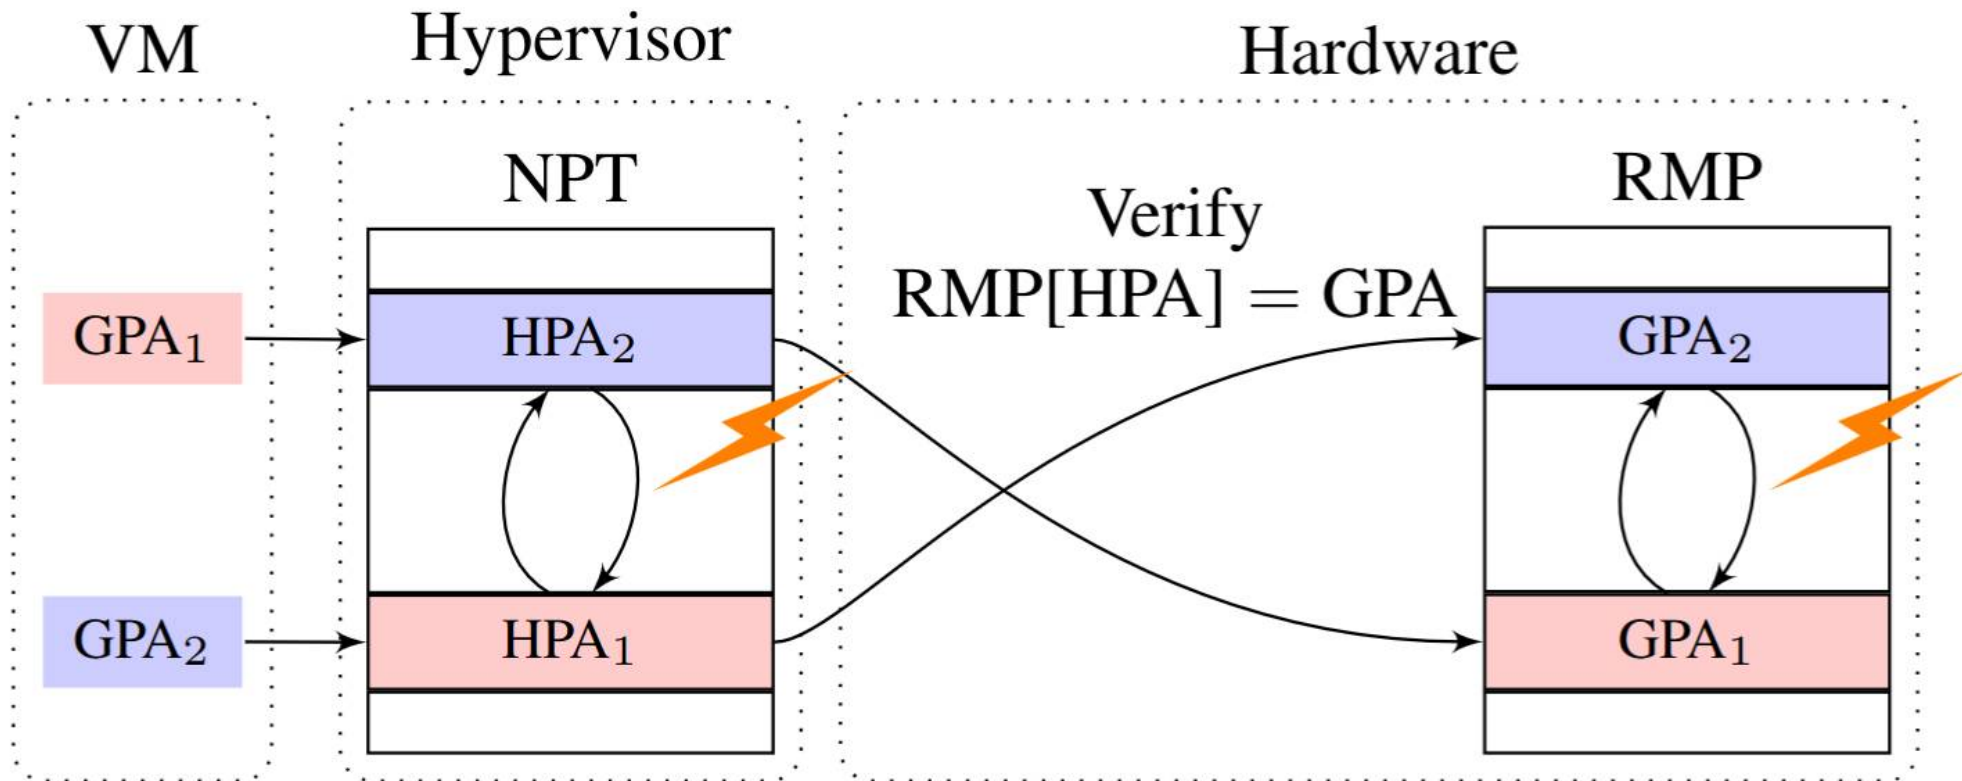 VM
Hypervisor
Hardware
NPT
RMP
Verify
RMP[HPA] = GPA
GPA₁
HPA₂
GPA₂
GPA₂
HPA₁
GPA₁